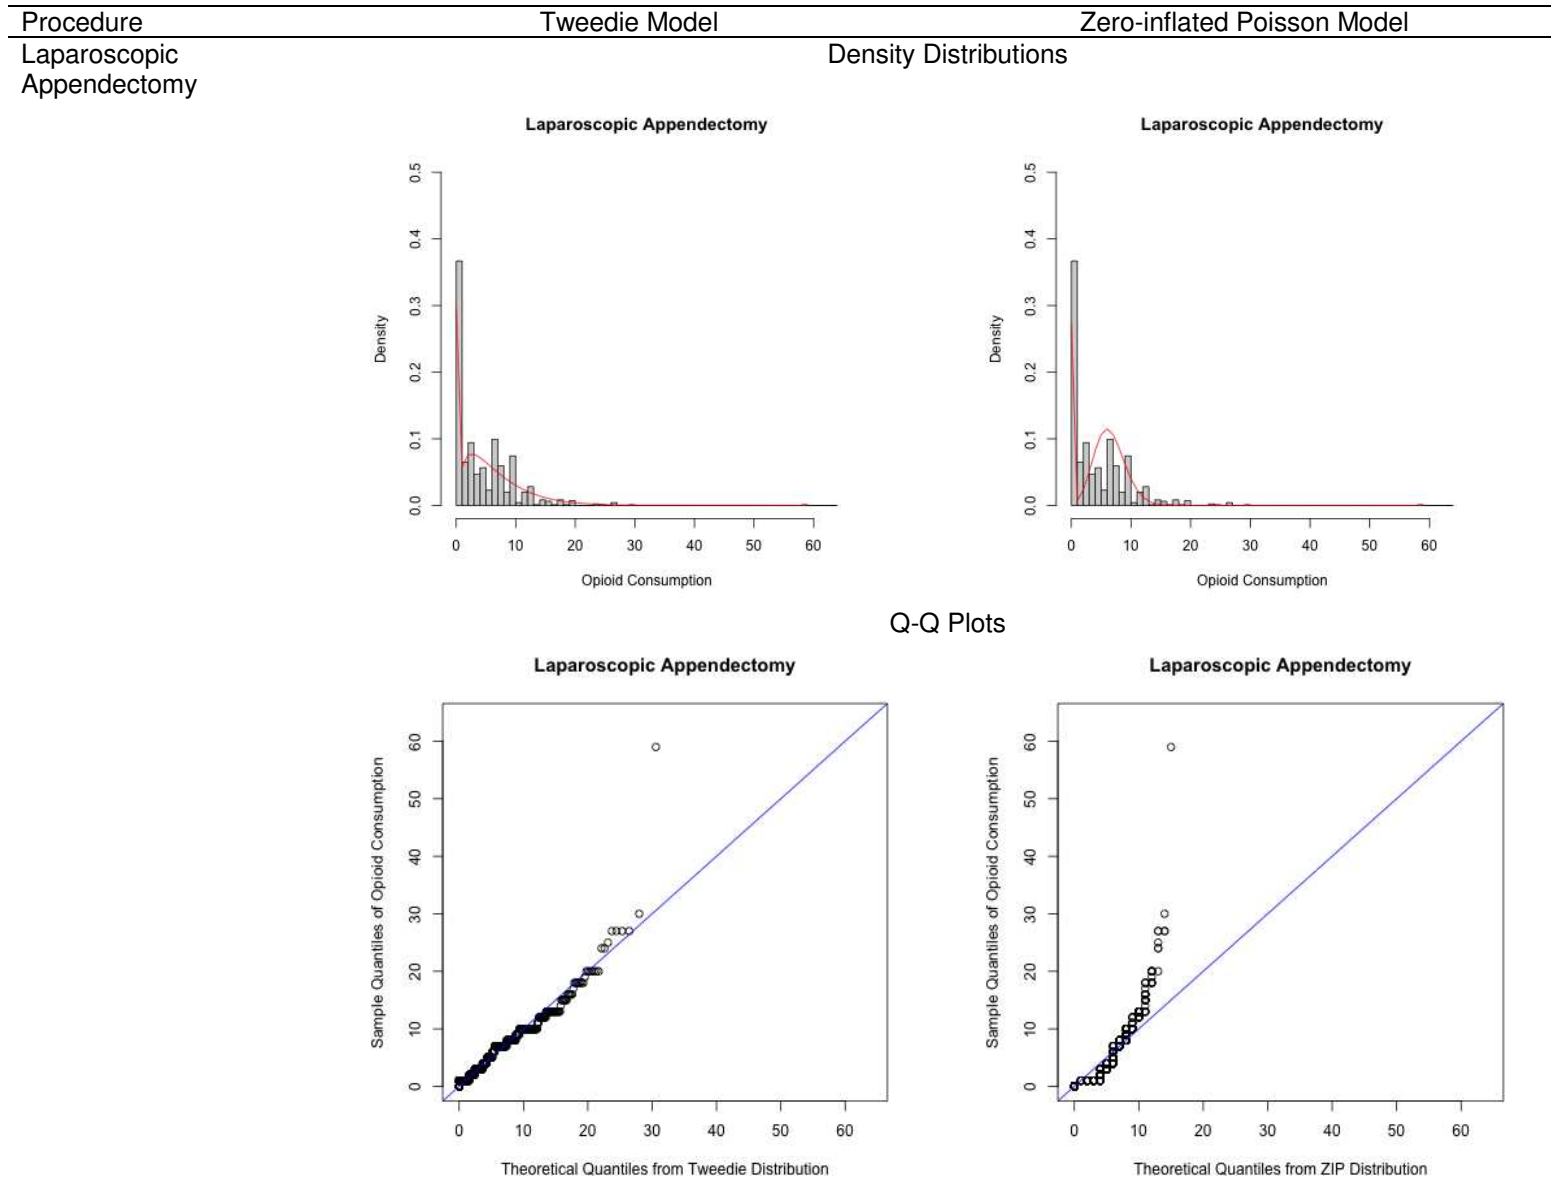 Procedure Tweedie Model Zero-inflated Poisson Model
Laparoscopic Appendectomy Density Distributions
Laparoscopic Appendectomy Laparoscopic Appendectomy
Density
0.0 0.1 0.2 0.3 0.4 0.5
0 10 20 30 40 50 60
Opioid Consumption
Density
0.0 0.1 0.2 0.3 0.4 0.5
0 10 20 30 40 50 60
Opioid Consumption
Q-Q Plots
Laparoscopic Appendectomy Laparoscopic Appendectomy
Sample Quantiles of Opioid Consumption
0 10 20 30 40 50 60
0 10 20 30 40 50 60
Theoretical Quantiles from Tweedie Distribution
Sample Quantiles of Opioid Consumption
0 10 20 30 40 50 60
0 10 20 30 40 50 60
Theoretical Quantiles from ZIP Distribution